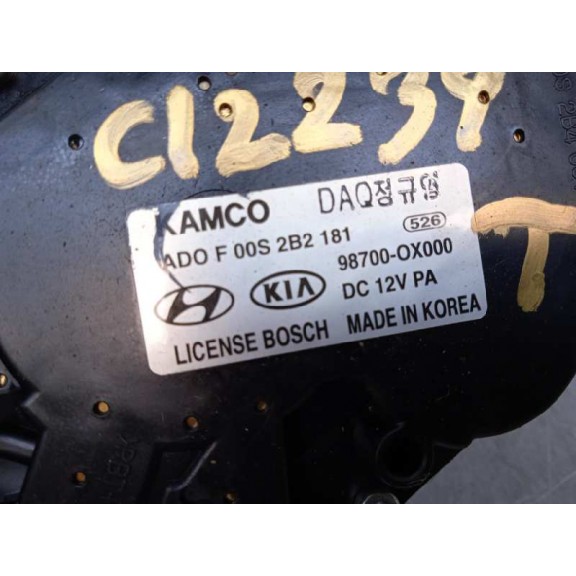 C12239
T
KAMCO DAQ정규임
ADO F 00S 2B2 181 526
98700-OX000
KIA DC 12V PA
LICENSE BOSCH MADE IN KOREA